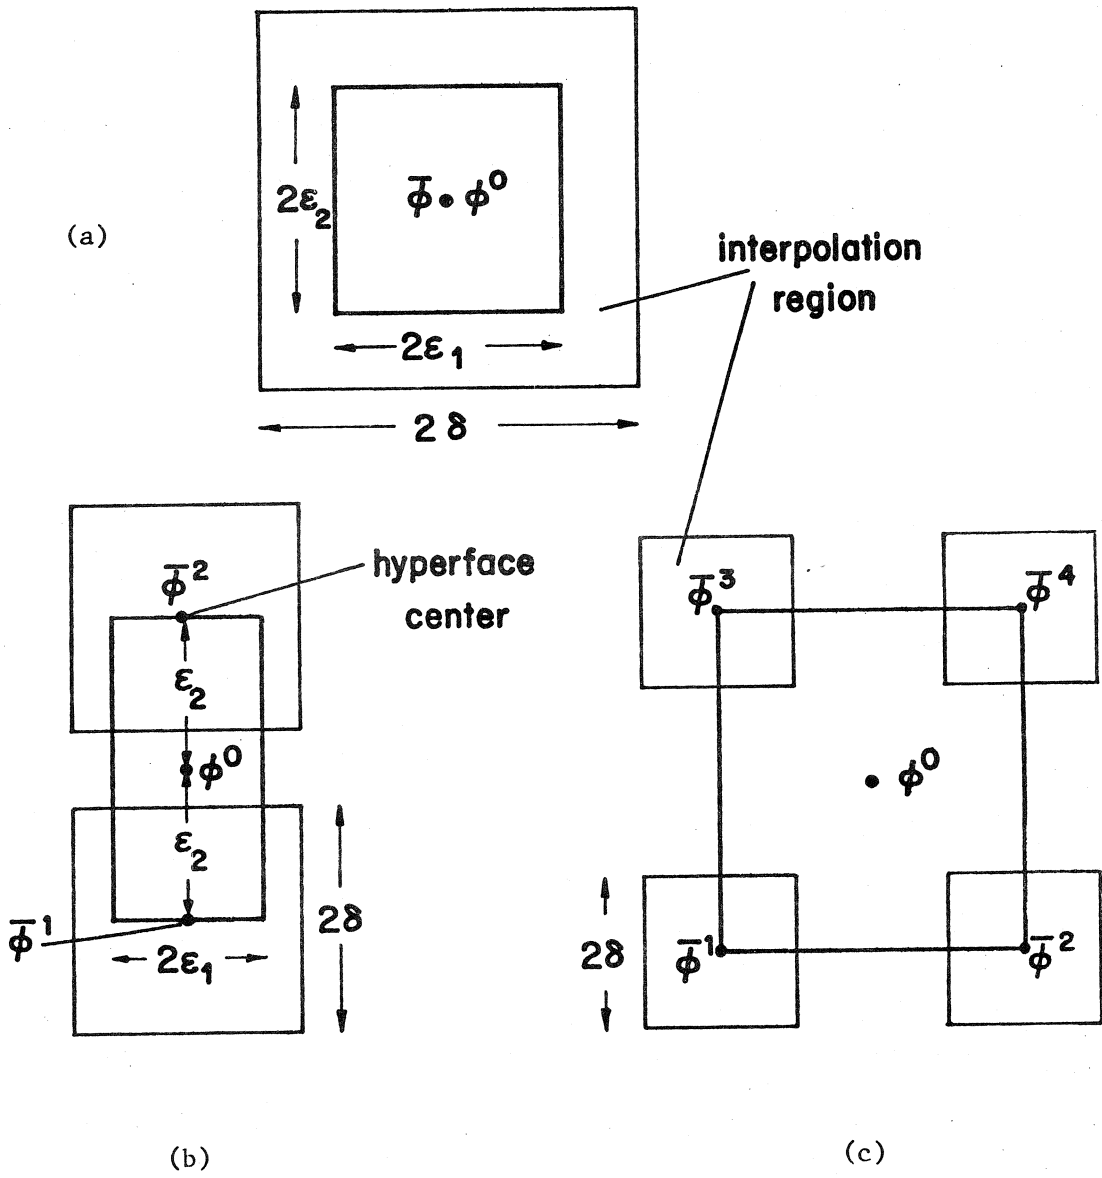 2ε₂
φ̄ • φ⁰
(a)
interpolation
region
2ε₁
2δ
φ̄²
hyperface
center
ε₂
φ⁰
ε₂
2δ
φ̄¹
2ε₁
(b)
φ̄³
φ̄⁴
φ⁰
2δ
φ̄¹
φ̄²
(c)